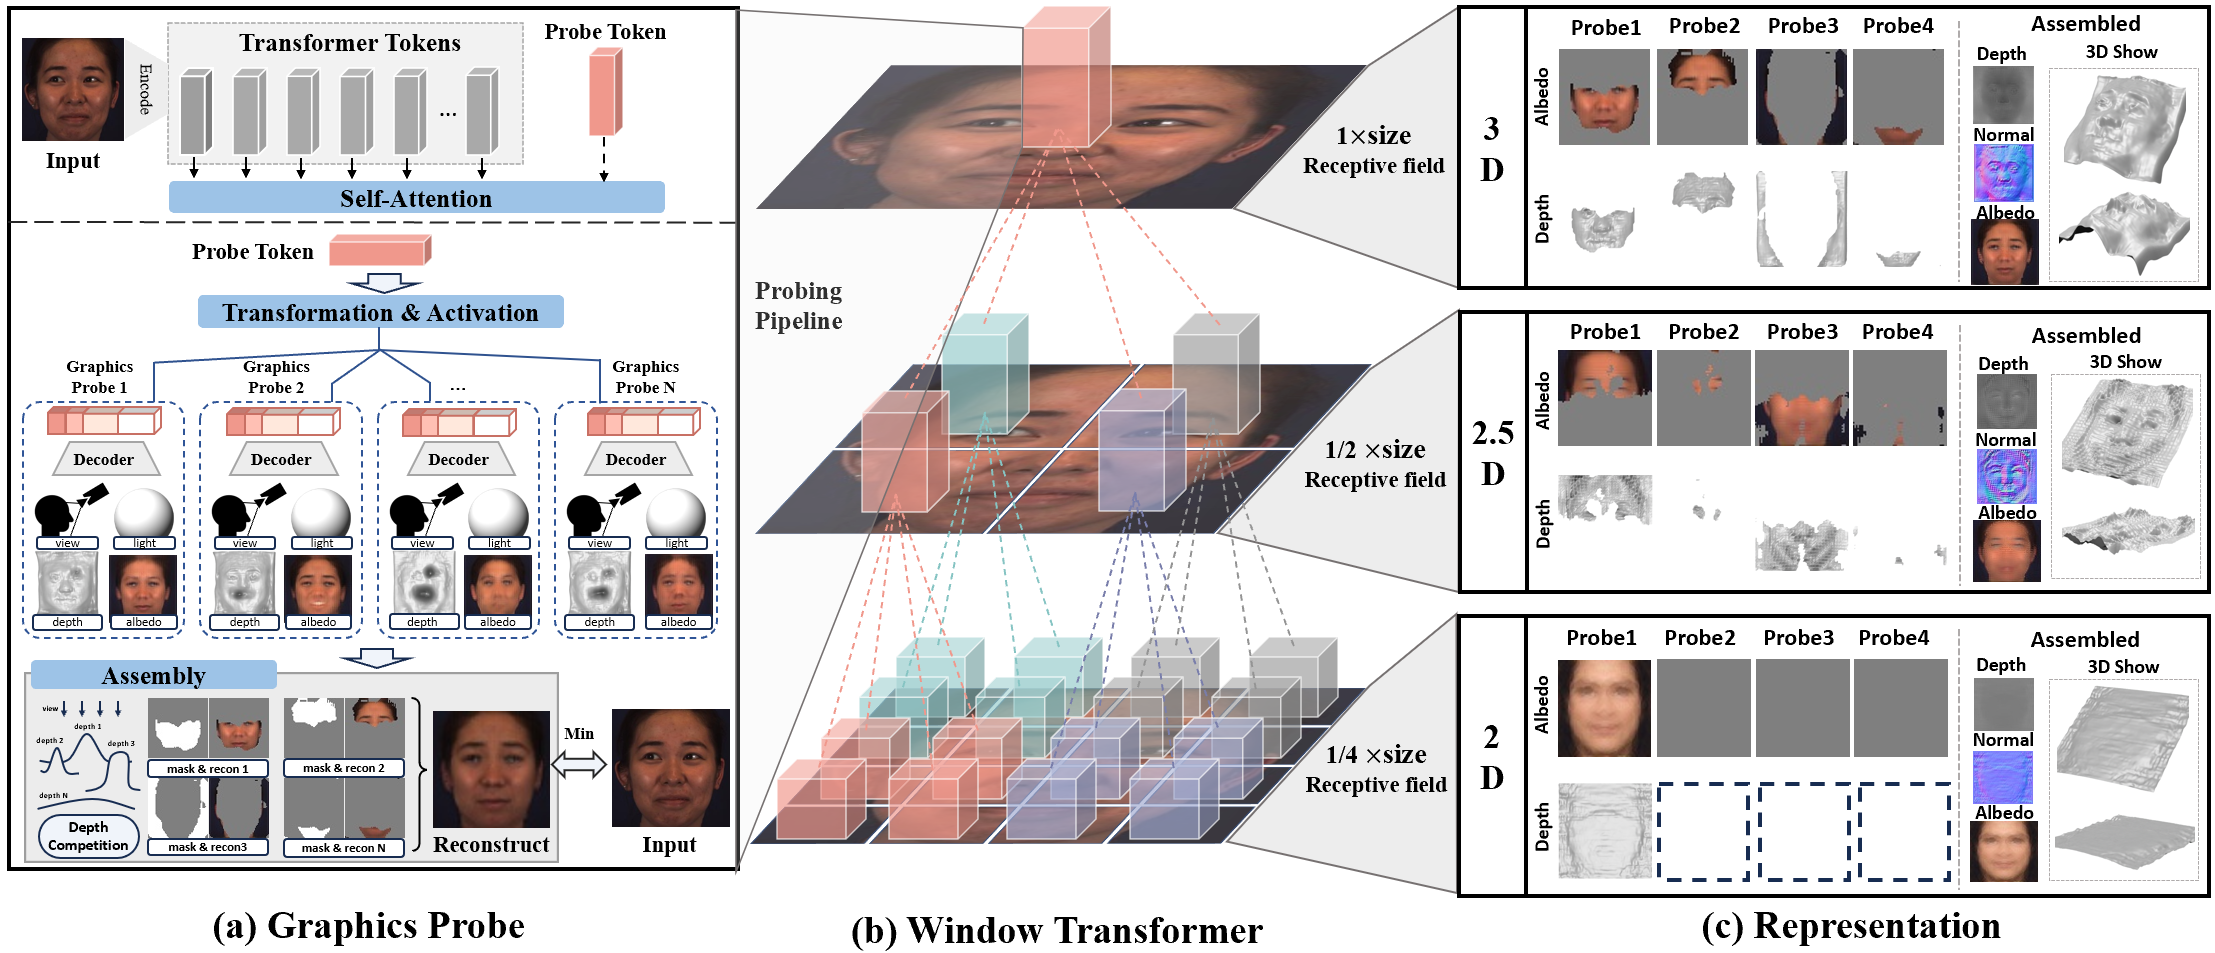 Transformer Tokens
Probe Token
Encode
...
Input
Self-Attention
Probe Token
Transformation & Activation
Graphics
Probe 1
Graphics
Probe 2
...
Graphics
Probe N
Decoder
Decoder
Decoder
Decoder
view
light
view
light
view
light
view
light
depth
albedo
depth
albedo
depth
albedo
depth
albedo
Assembly
view
depth 1
depth 2
depth 3
depth N
Depth
Competition
mask & recon 1
mask & recon 2
mask & recon3
mask & recon N
Reconstruct
Min
Input
(a) Graphics Probe
Probing
Pipeline
1×size
Receptive field
1/2 ×size
Receptive field
1/4 ×size
Receptive field
(b) Window Transformer
3
D
Probe1
Probe2
Probe3
Probe4
Albedo
Depth
Assembled
Depth
3D Show
Normal
Albedo
2.5
D
Probe1
Probe2
Probe3
Probe4
Albedo
Depth
Assembled
Depth
3D Show
Normal
Albedo
2
D
Probe1
Probe2
Probe3
Probe4
Albedo
Depth
Assembled
Depth
3D Show
Normal
Albedo
(c) Representation